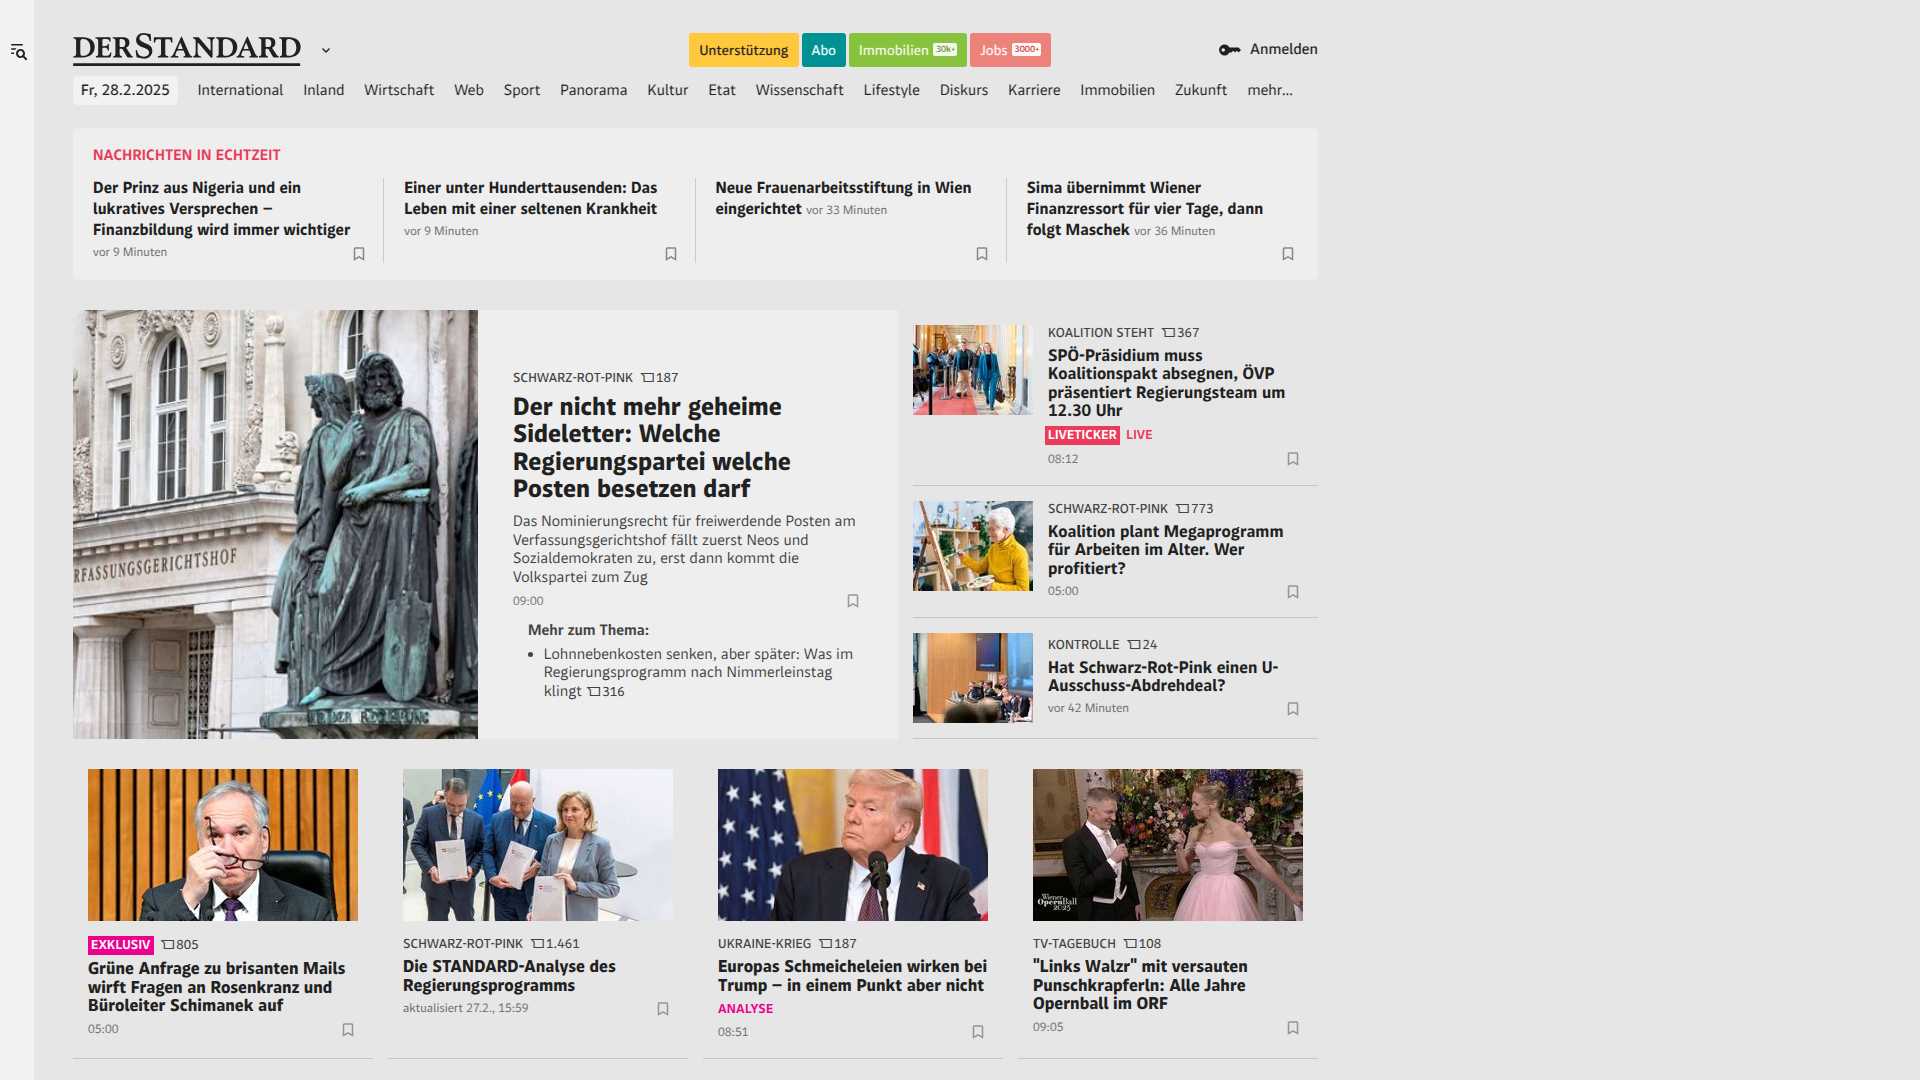 DERSTANDARD
Unterstützung
Abo
Immobilien 30k+
Jobs 3000+
Anmelden
Fr, 28.2.2025
International
Inland
Wirtschaft
Web
Sport
Panorama
Kultur
Etat
Wissenschaft
Lifestyle
Diskurs
Karriere
Immobilien
Zukunft
mehr...
NACHRICHTEN IN ECHTZEIT
Der Prinz aus Nigeria und ein
lukratives Versprechen –
Finanzbildung wird immer wichtiger
vor 9 Minuten
Einer unter Hunderttausenden: Das
Leben mit einer seltenen Krankheit
vor 9 Minuten
Neue Frauenarbeitsstiftung in Wien
eingerichtet vor 33 Minuten
Sima übernimmt Wiener
Finanzressort für vier Tage, dann
folgt Maschek vor 36 Minuten
RFASSUNGSGERICHTSHOF
SCHWARZ-ROT-PINK 187
Der nicht mehr geheime
Sideletter: Welche
Regierungspartei welche
Posten besetzen darf
Das Nominierungsrecht für freiwerdende Posten am
Verfassungsgerichtshof fällt zuerst Neos und
Sozialdemokraten zu, erst dann kommt die
Volkspartei zum Zug
09:00
Mehr zum Thema:
• Lohnnebenkosten senken, aber später: Was im
Regierungsprogramm nach Nimmerleinstag
klingt 316
KOALITION STEHT 367
SPÖ-Präsidium muss
Koalitionspakt absegnen, ÖVP
präsentiert Regierungsteam um
12.30 Uhr
LIVETICKER LIVE
08:12
SCHWARZ-ROT-PINK 773
Koalition plant Megaprogramm
für Arbeiten im Alter. Wer
profitiert?
05:00
KONTROLLE 24
Hat Schwarz-Rot-Pink einen U-
Ausschuss-Abdrehdeal?
vor 42 Minuten
EXKLUSIV 805
Grüne Anfrage zu brisanten Mails
wirft Fragen an Rosenkranz und
Büroleiter Schimanek auf
05:00
SCHWARZ-ROT-PINK 1.461
Die STANDARD-Analyse des
Regierungsprogramms
aktualisiert 27.2., 15:59
UKRAINE-KRIEG 187
Europas Schmeicheleien wirken bei
Trump – in einem Punkt aber nicht
ANALYSE
08:51
Wiener
OpernBall
2025
TV-TAGEBUCH 108
"Links Walzr" mit versauten
Punschkrapferln: Alle Jahre
Opernball im ORF
09:05